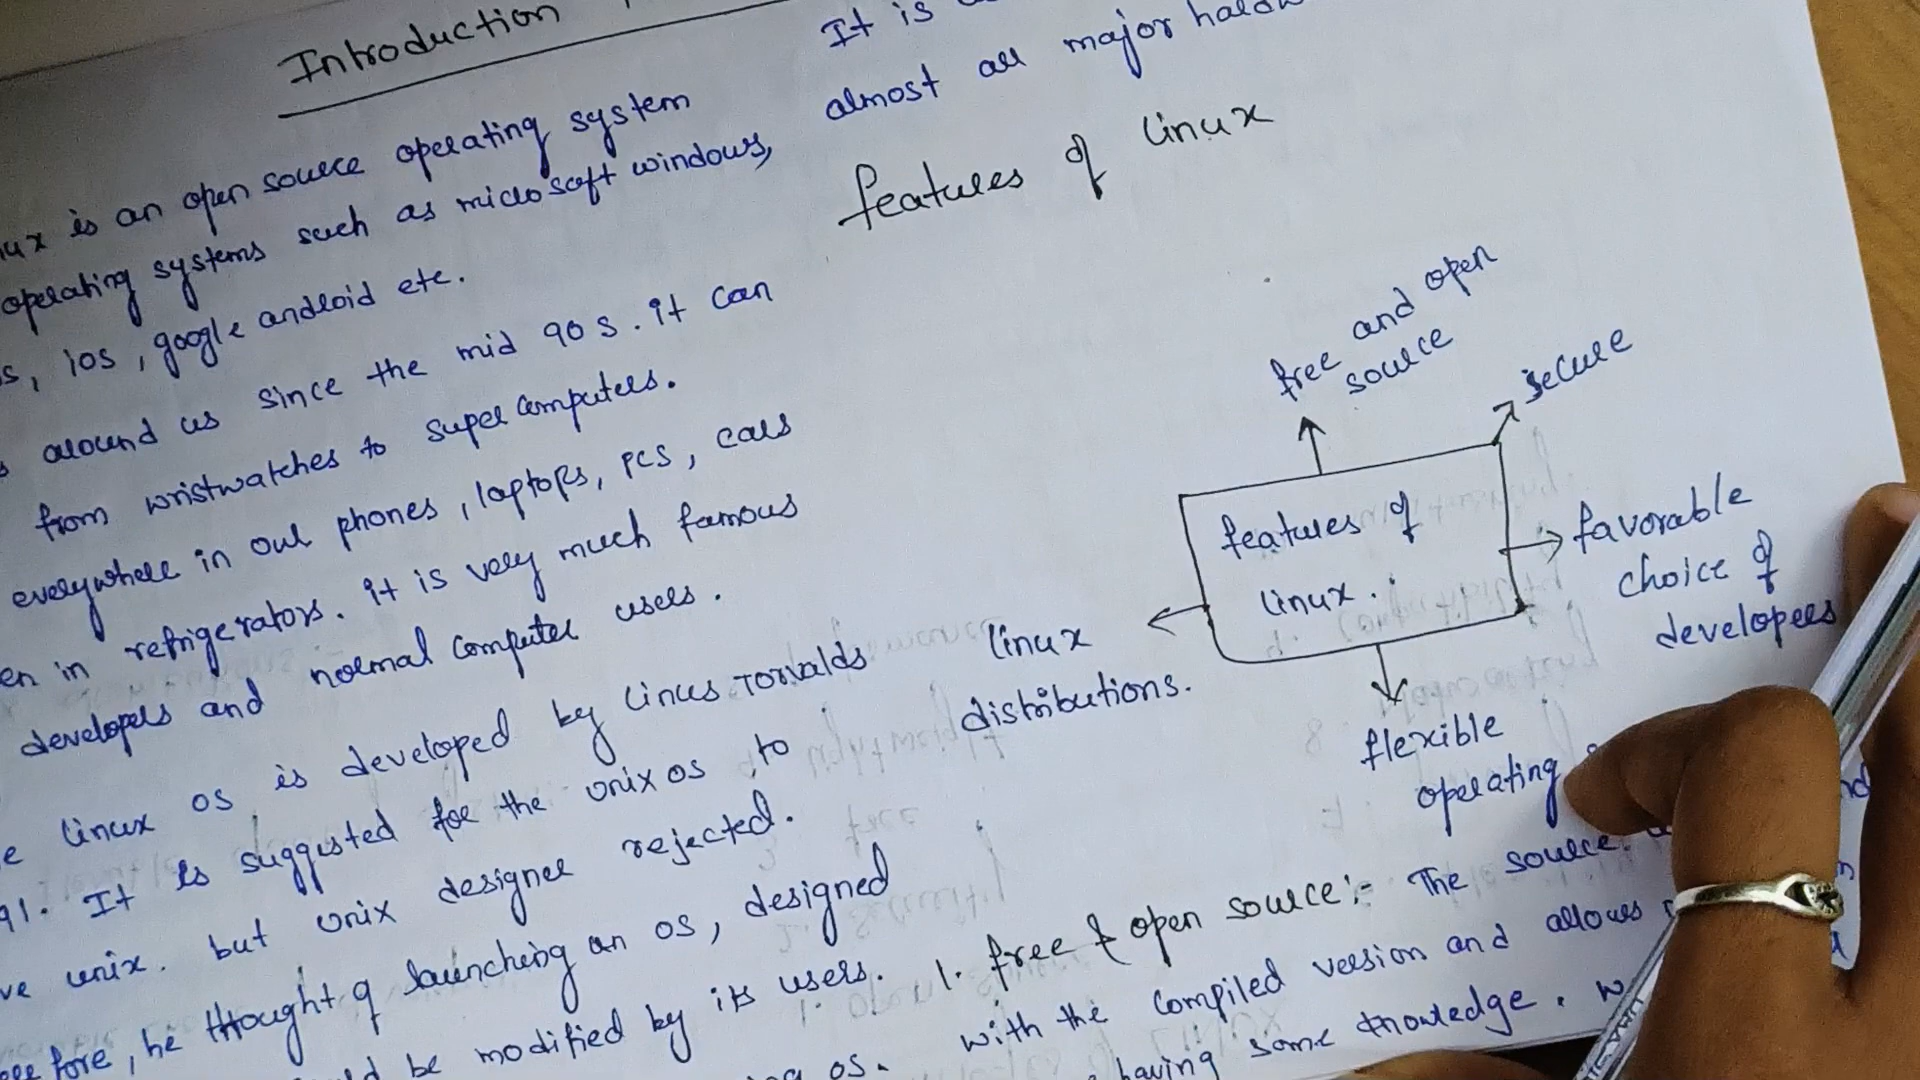 Introduction
ux is an open source operating system
operating systems such as microsoft windows,
s, ios, google android etc.
around us since the mid 90s. it can
from wristwatches to super computers.
everywhere in our phones, laptops, pcs, cars
en in refrigerators. it is very much famous
developers and normal computer users.
e linux os is developed by linus Torvalds
91. It is suggested for the unix os to
ve unix. but unix designer rejected.
fore, he thought of launching an os, designed
be modified by its users.
os.
It is
almost all major
features of linux
free and open
source
secure
features of
linux.
favorable
choice of
developers
linux
distributions.
flexible
operating
1. free & open source:- The source
with the compiled version and allows
having some knowledge.